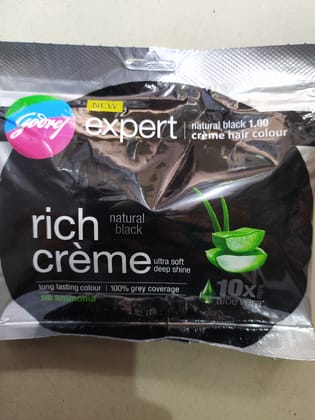 Godrej
NEW
expert
natural black 1.00
crème hair colour
rich
crème
natural
black
ultra soft
deep shine
long lasting colour | 100% grey coverage
no ammonia
10x
aloe vera*